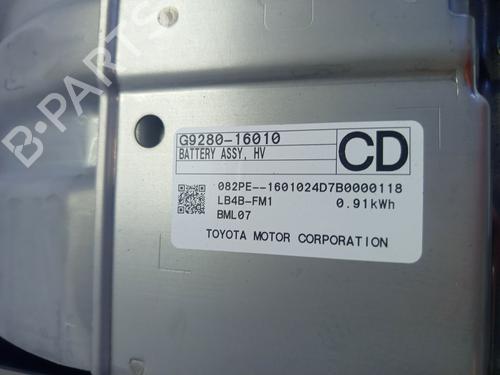 B-PARTS
G9280-16010
BATTERY ASSY, HV
CD
082PE--1601024D7B0000118
LB4B-FM1 0.91kWh
BML07
TOYOTA MOTOR CORPORATION